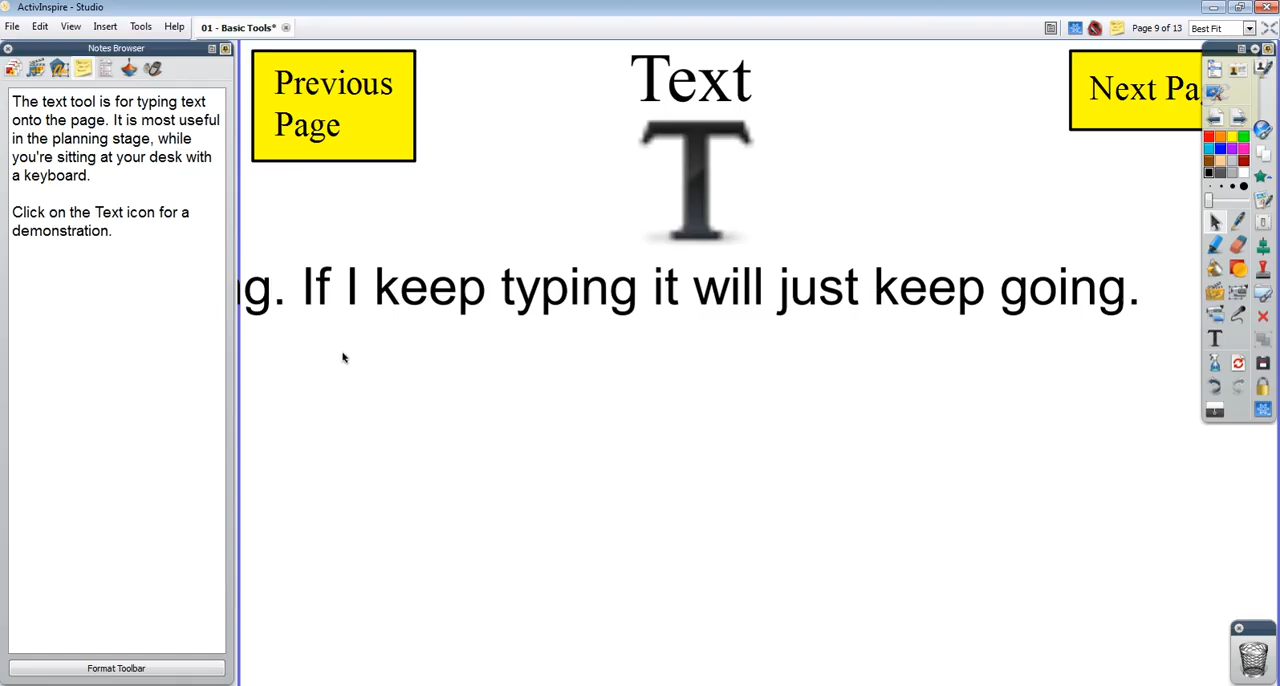 ActivInspire - Studio
File Edit View Insert Tools Help 01 - Basic Tools* Page 9 of 13 Best Fit
Notes Browser
The text tool is for typing text
onto the page. It is most useful
in the planning stage, while
you're sitting at your desk with
a keyboard.
Click on the Text icon for a
demonstration.
Format Toolbar
Previous
Page
Text
T
Next Pa
g. If I keep typing it will just keep going.
T